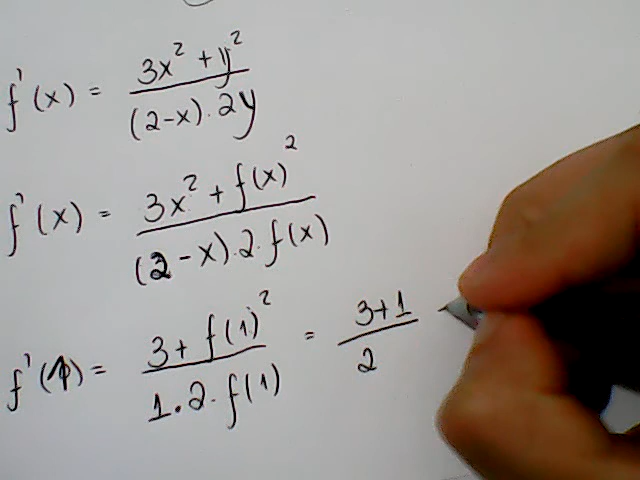 f'(x) = (3x² + y²) / ((2-x).2y)
f'(x) = (3x² + f(x)²) / ((2-x).2.f(x))
f'(1) = (3 + f(1)²) / (1.2.f(1)) = (3+1) / 2